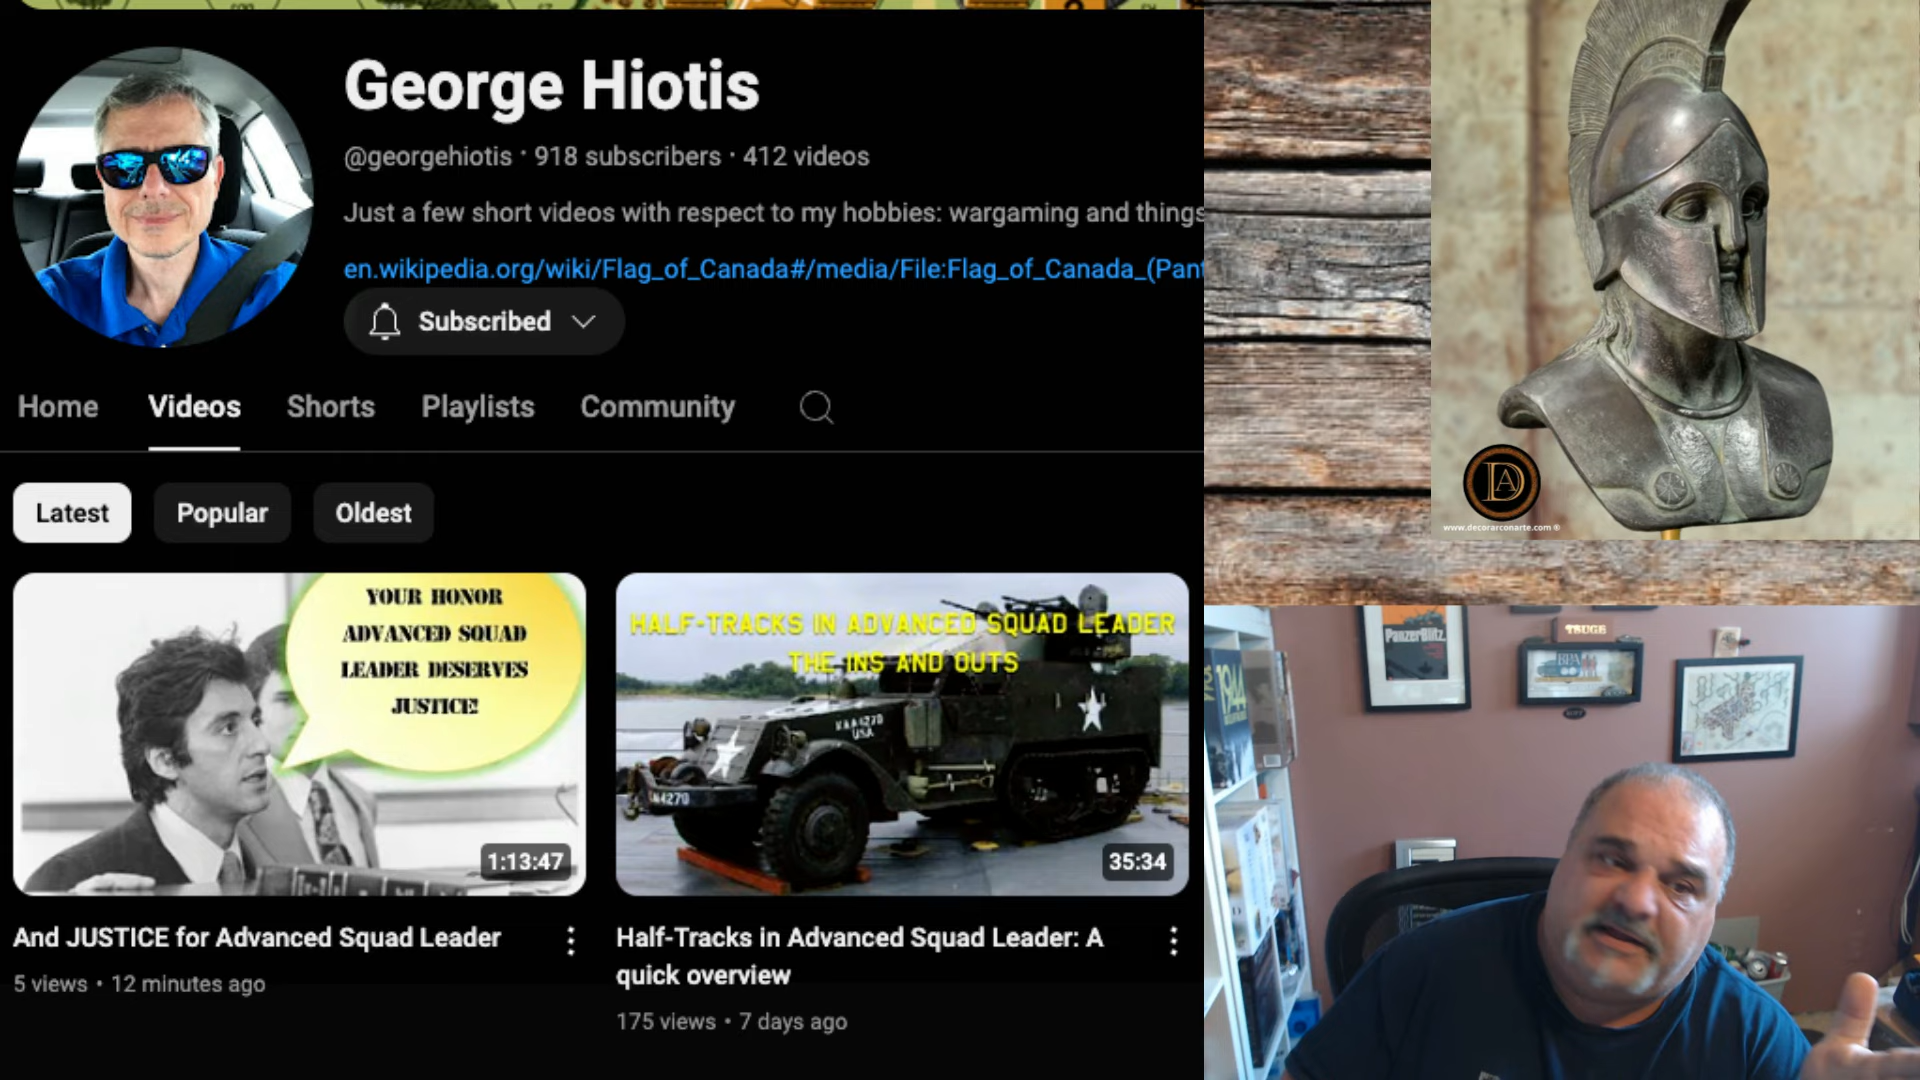 George Hiotis
@georgehiotis · 918 subscribers · 412 videos
Just a few short videos with respect to my hobbies: wargaming and things
en.wikipedia.org/wiki/Flag_of_Canada#/media/File:Flag_of_Canada_(Pant
Subscribed
Home Videos Shorts Playlists Community
Latest Popular Oldest
YOUR HONOR
ADVANCED SQUAD
LEADER DESERVES
JUSTICE!
1:13:47
And JUSTICE for Advanced Squad Leader
5 views • 12 minutes ago
HALF-TRACKS IN ADVANCED SQUAD LEADER
THE INS AND OUTS
USA
35:34
Half-Tracks in Advanced Squad Leader: A
quick overview
175 views • 7 days ago
DA
www.decorarconarte.com ®
PanzerBlitz.
TSUGE
1944